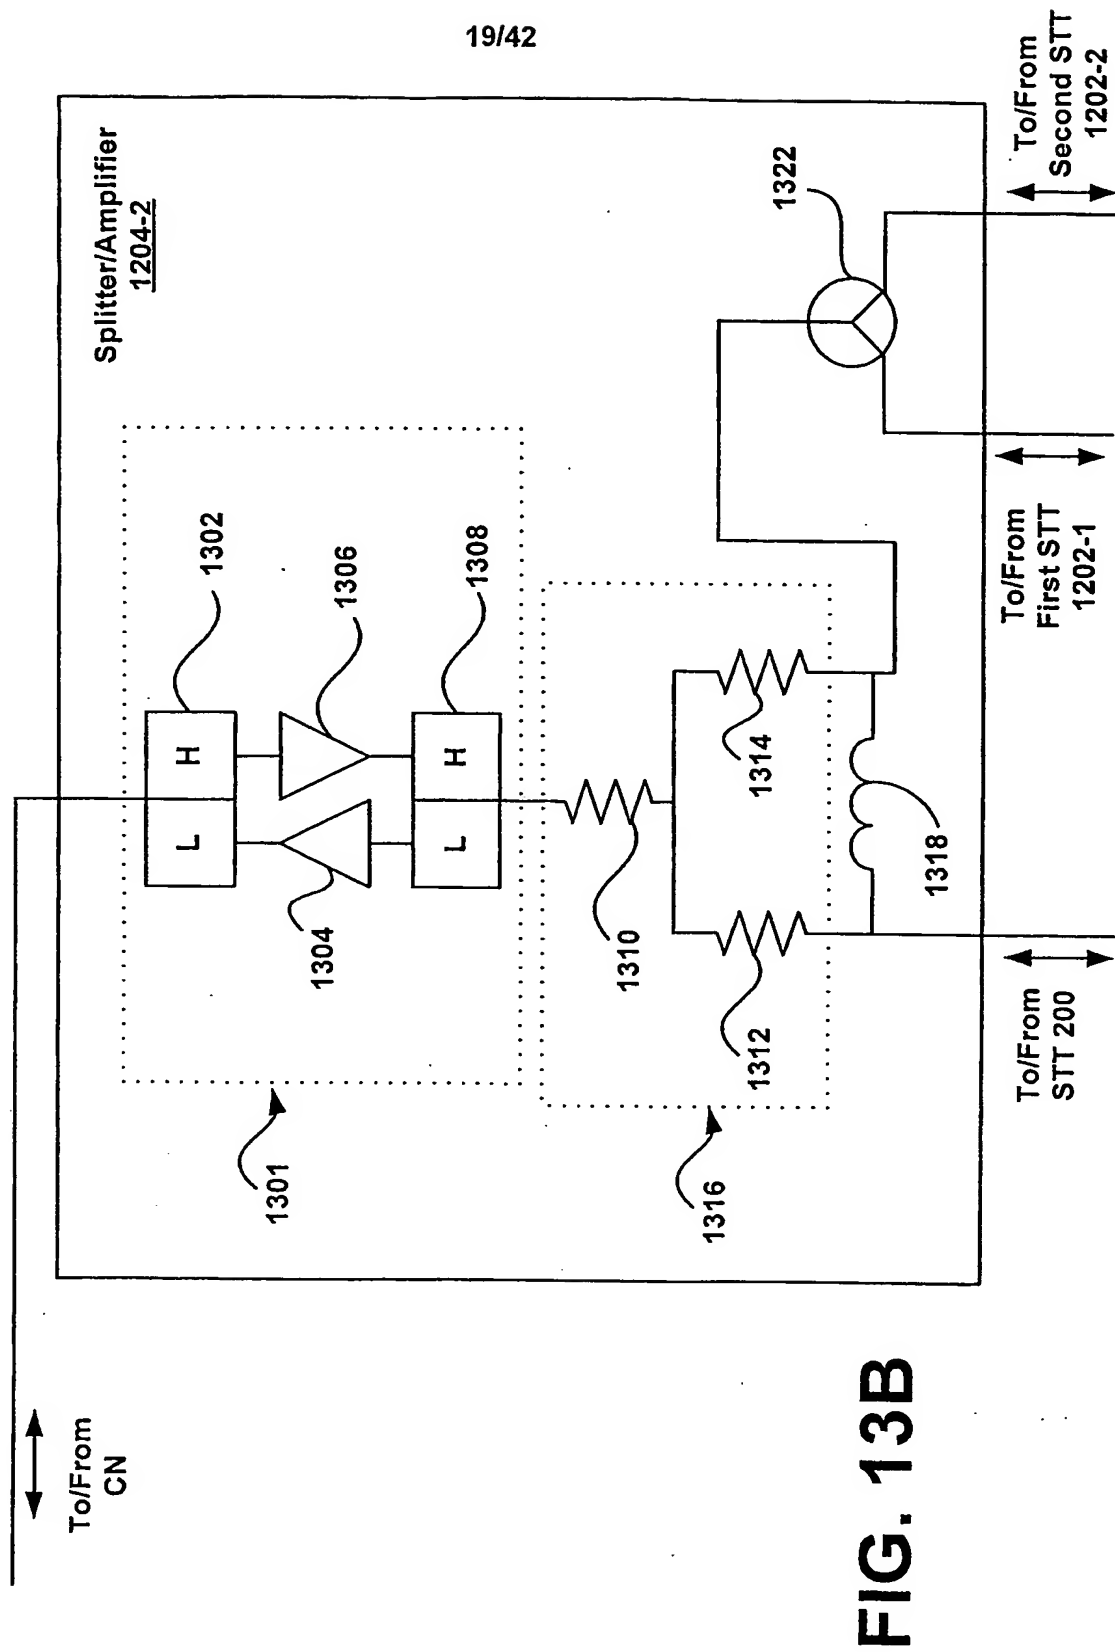 19/42
To/From
CN
Splitter/Amplifier
1204-2
1302
L
H
1304
1306
1308
L
H
1301
1310
1312
1314
1316
1318
1322
To/From
STT 200
To/From
First STT
1202-1
To/From
Second STT
1202-2
FIG. 13B